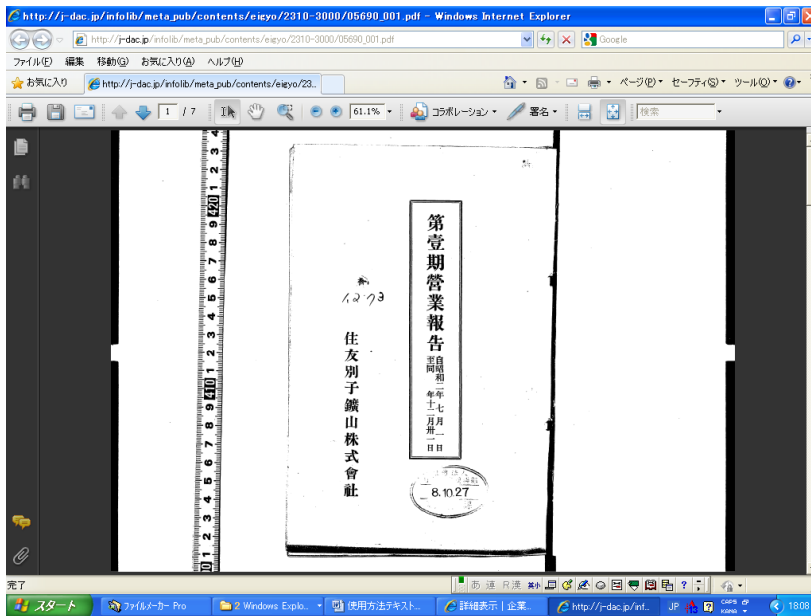 http://j-dac.jp/infolib/meta_pub/contents/eigyo/2310-3000/05690_001.pdf - Windows Internet Explorer
http://j-dac.jp/infolib/meta_pub/contents/eigyo/2310-3000/05690_001.pdf
Google
ファイル(F) 編集 移動(G) お気に入り(A) ヘルプ(H)
お気に入り
http://j-dac.jp/infolib/meta_pub/contents/eigyo/23...
ページ(P) セーフティ(S) ツール(O)
1 / 7
61.1%
コラボレーション
署名
検索
第壹期營業報告
自昭和二年七月一日
至同年十二月卅一日
住友別子鑛山株式會社
8.10.27
完了
あ 連 R漢
スタート
ファイルメーカー Pro
2 Windows Explo...
(使用方法テキスト...
詳細表示 | 企業...
http://j-dac.jp/inf...
JP
CAPS
KANA
18:08